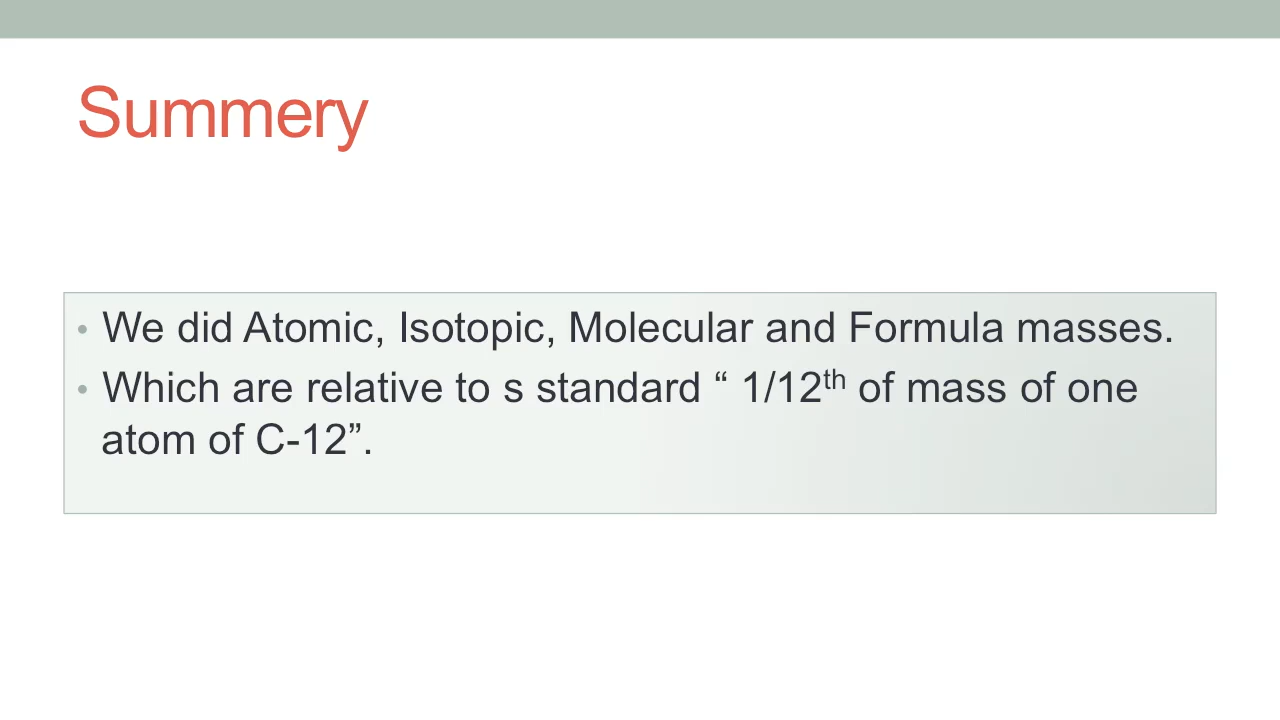 Summery
• We did Atomic, Isotopic, Molecular and Formula masses.
• Which are relative to s standard “ 1/12th of mass of one
atom of C-12”.